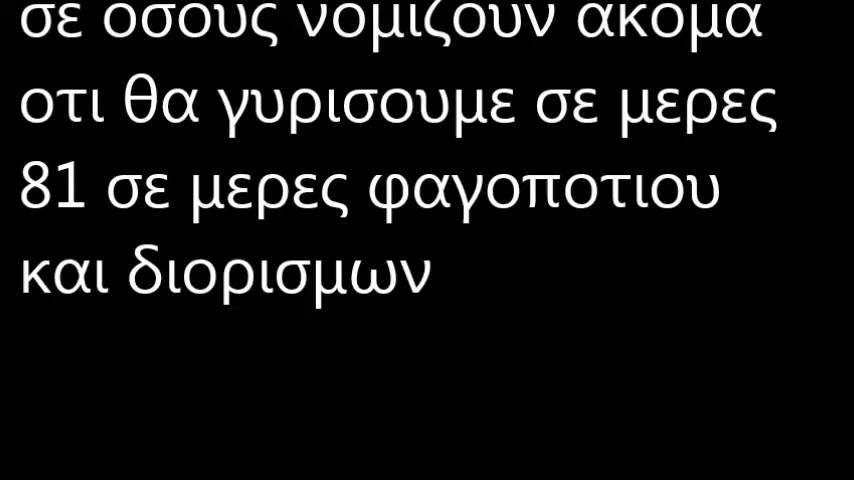 σε οσους νομιζουν ακομα
οτι θα γυρισουμε σε μερες
81 σε μερες φαγοποτιου
και διορισμων